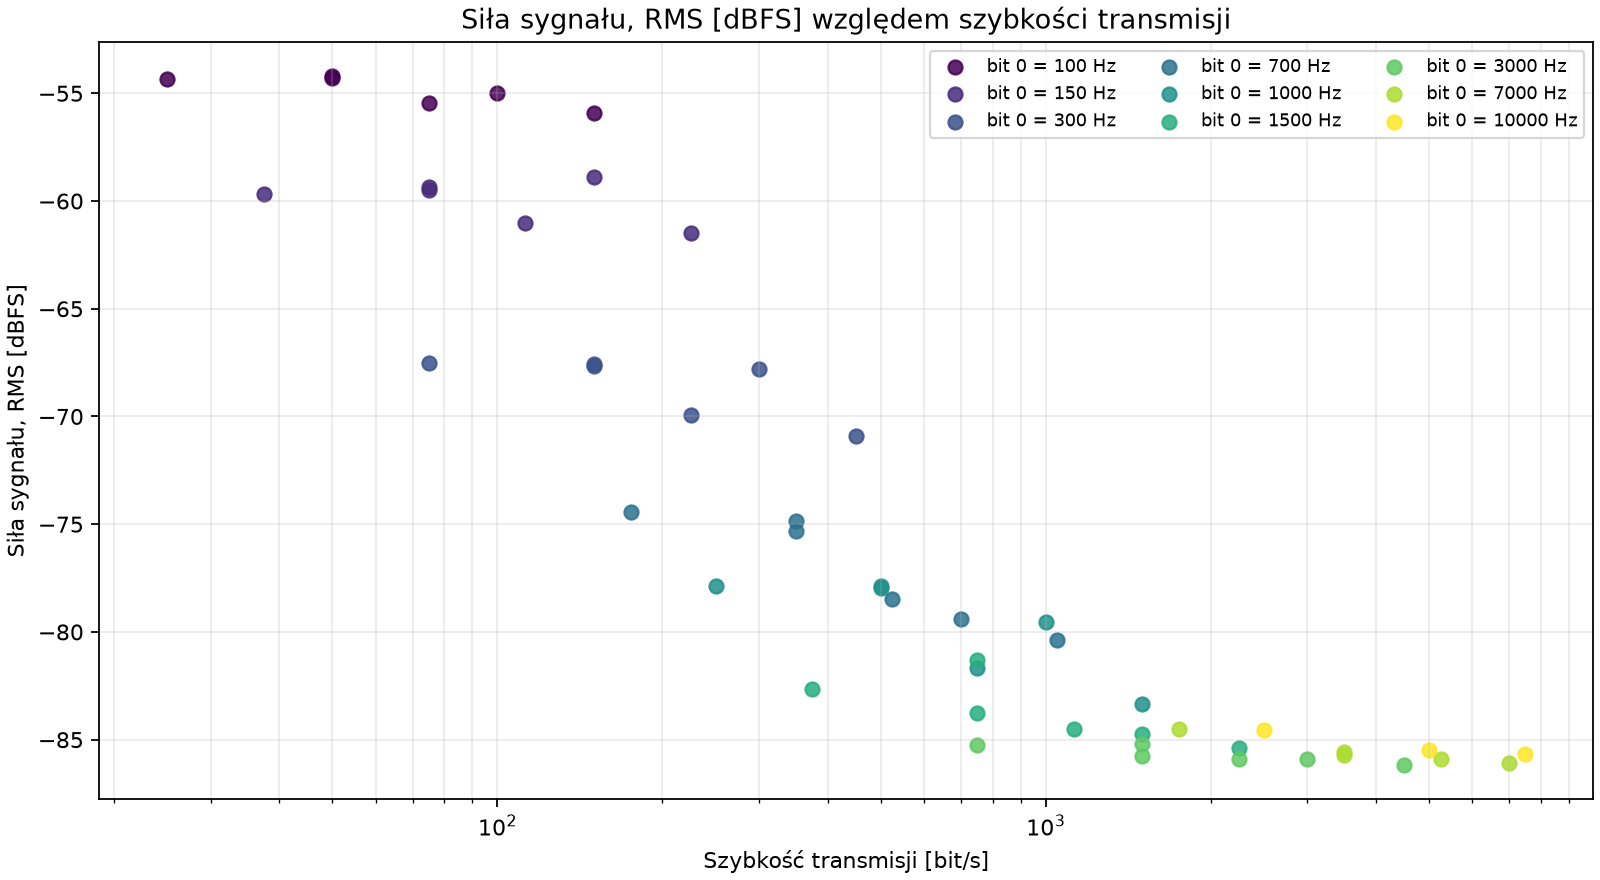 Siła sygnału, RMS [dBFS] względem szybkości transmisji
bit 0 = 100 Hz
bit 0 = 150 Hz
bit 0 = 300 Hz
bit 0 = 700 Hz
bit 0 = 1000 Hz
bit 0 = 1500 Hz
bit 0 = 3000 Hz
bit 0 = 7000 Hz
bit 0 = 10000 Hz
Siła sygnału, RMS [dBFS]
−55
−60
−65
−70
−75
−80
−85
10²
10³
Szybkość transmisji [bit/s]